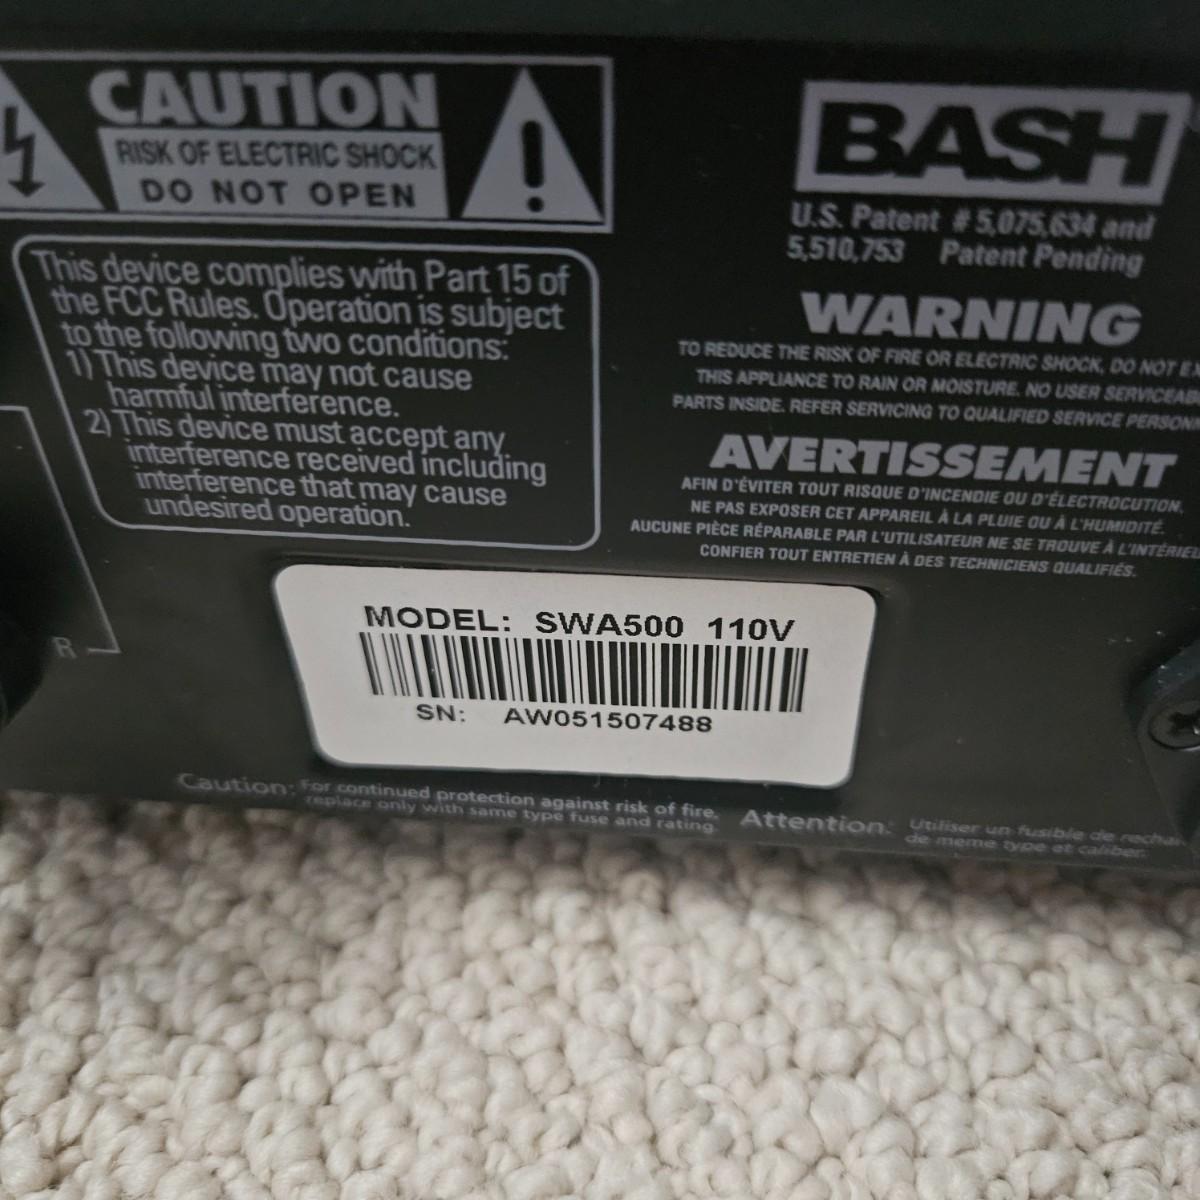 CAUTION
RISK OF ELECTRIC SHOCK
DO NOT OPEN
This device complies with Part 15 of
the FCC Rules. Operation is subject
to the following two conditions:
1) This device may not cause
harmful interference.
2) This device must accept any
interference received including
interference that may cause
undesired operation.
BASH
U.S. Patent # 5,075,634 and
5,510,753 Patent Pending
WARNING
TO REDUCE THE RISK OF FIRE OR ELECTRIC SHOCK, DO NOT EX
THIS APPLIANCE TO RAIN OR MOISTURE. NO USER SERVICEAB
PARTS INSIDE. REFER SERVICING TO QUALIFIED SERVICE PERSONN
AVERTISSEMENT
AFIN D'ÉVITER TOUT RISQUE D'INCENDIE OU D'ÉLECTROCUTION,
NE PAS EXPOSER CET APPAREIL À LA PLUIE OU À L'HUMIDITÉ.
AUCUNE PIÈCE RÉPARABLE PAR L'UTILISATEUR NE SE TROUVE À L'INTÉRIE
CONFIER TOUT ENTRETIEN À DES TECHNICIENS QUALIFIÉS.
R
MODEL: SWA500 110V
SN: AW051507488
Caution: For continued protection against risk of fire,
replace only with same type fuse and rating.
Attention: Utiliser un fusible de recha
de meme type et caliber.